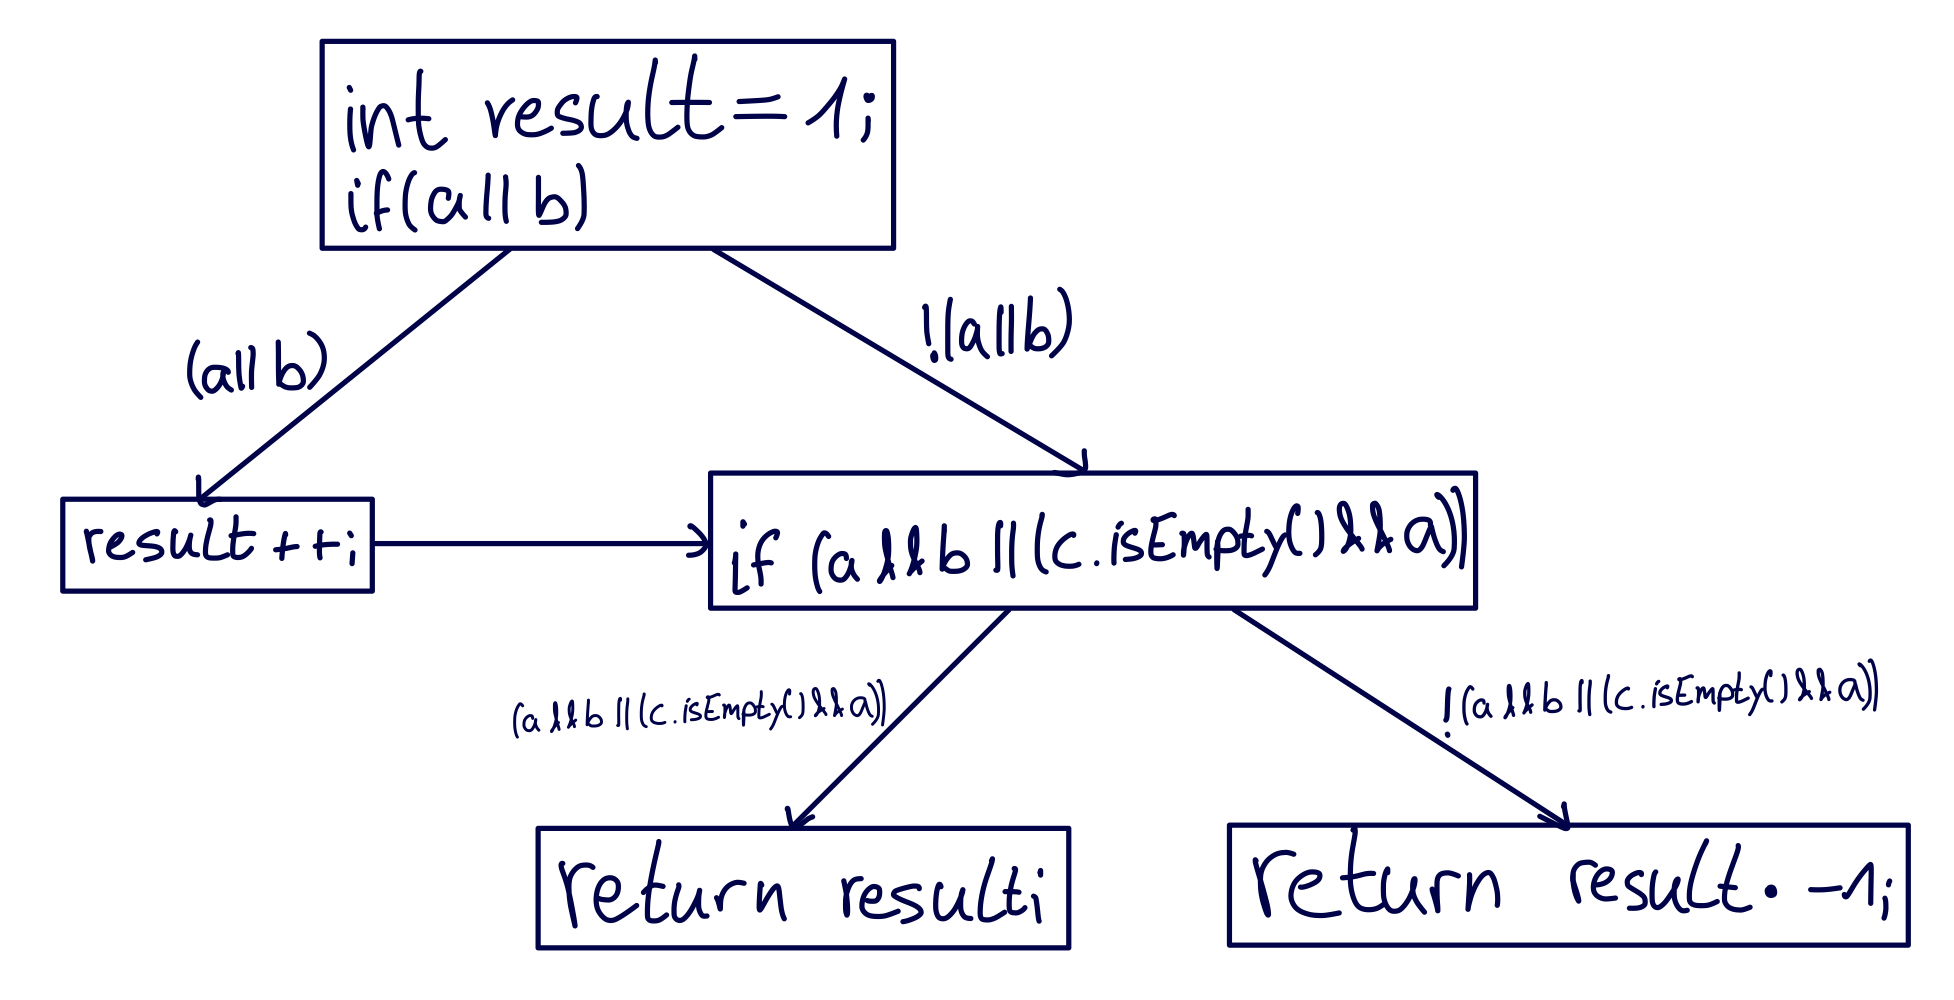 int result = 1;
if(a || b)
(a || b)
!(a || b)
result ++;
if (a && b || (c.isEmpty() && a))
(a && b || (c.isEmpty() && a))
!(a && b || (c.isEmpty() && a))
return result;
return result · -1;